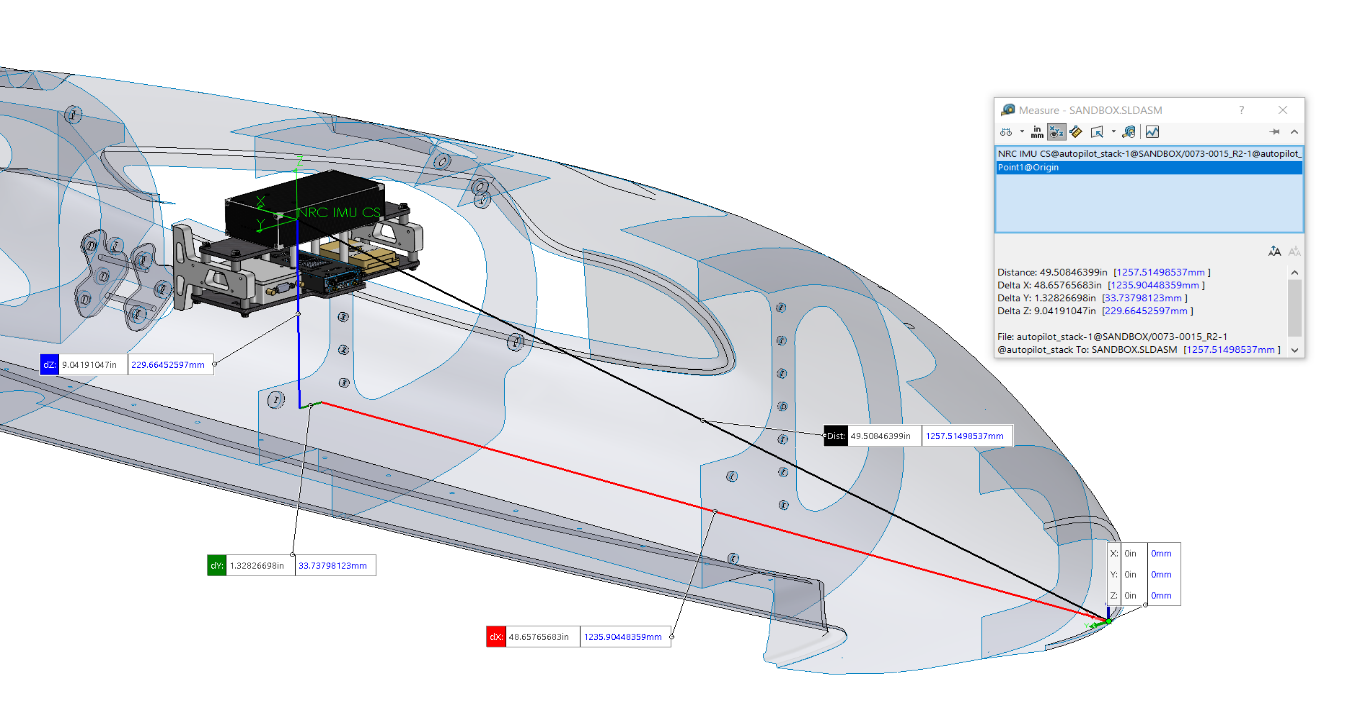 Measure - SANDBOX.SLDASM
?
in
mm
NRC IMU CS@autopilot_stack-1@SANDBOX/0073-0015_R2-1@autopilot_
Point1@Origin
Distance: 49.50846399in [1257.51498537mm ]
Delta X: 48.65765683in [1235.90448359mm ]
Delta Y: 1.32826698in [33.73798123mm ]
Delta Z: 9.04191047in [229.66452597mm ]
File: autopilot_stack-1@SANDBOX/0073-0015_R2-1
@autopilot_stack To: SANDBOX.SLDASM [1257.51498537mm ]
Z
X
Y
NRC IMU CS
dZ: 9.04191047in 229.66452597mm
Dist: 49.50846399in 1257.51498537mm
dY: 1.32826698in 33.73798123mm
dX: 48.65765683in 1235.90448359mm
X: 0in 0mm
Y: 0in 0mm
Z: 0in 0mm